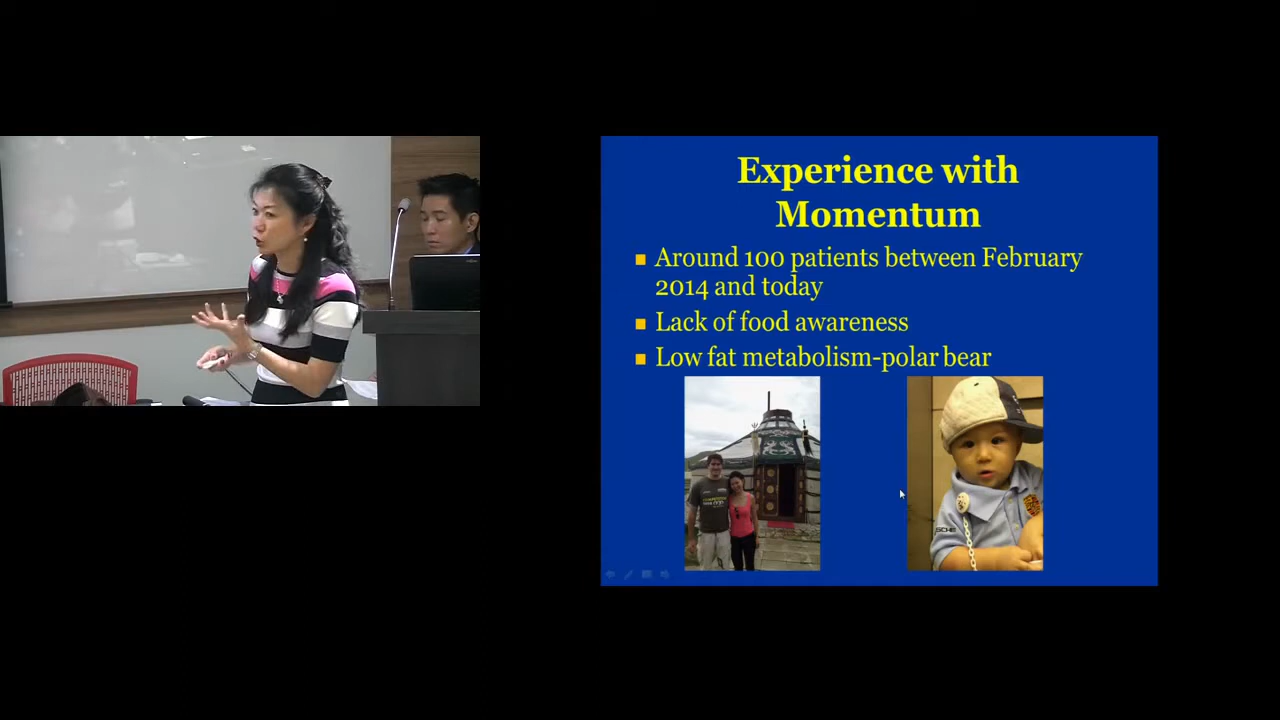 Experience with
Momentum
Around 100 patients between February
2014 and today
Lack of food awareness
Low fat metabolism-polar bear